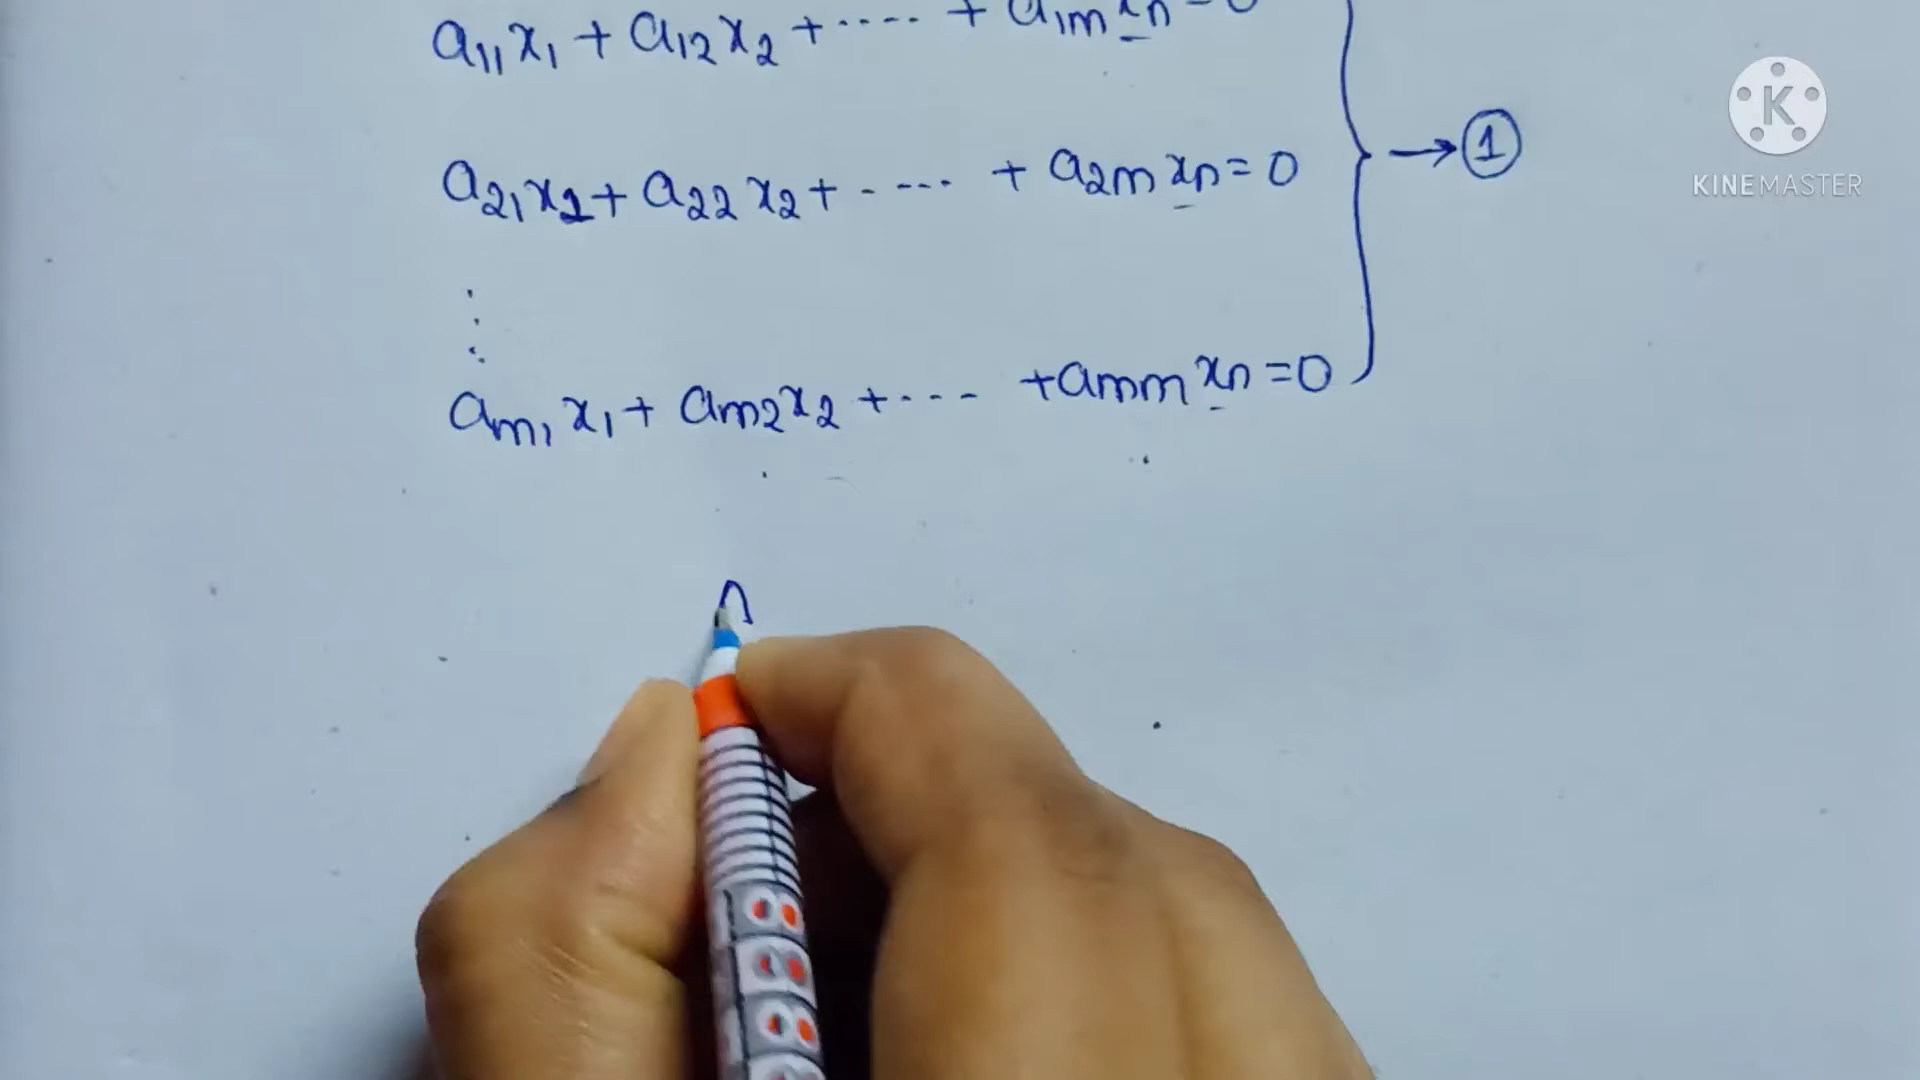 a₁₁x₁ + a₁₂x₂ + ····· + a₁ₘxₙ = 0
a₂₁x₁ + a₂₂x₂ + ····· + a₂ₘxₙ = 0 } → ①
⋮
aₘ₁x₁ + aₘ₂x₂ + ···· + aₘₘxₙ = 0
K
KINEMASTER